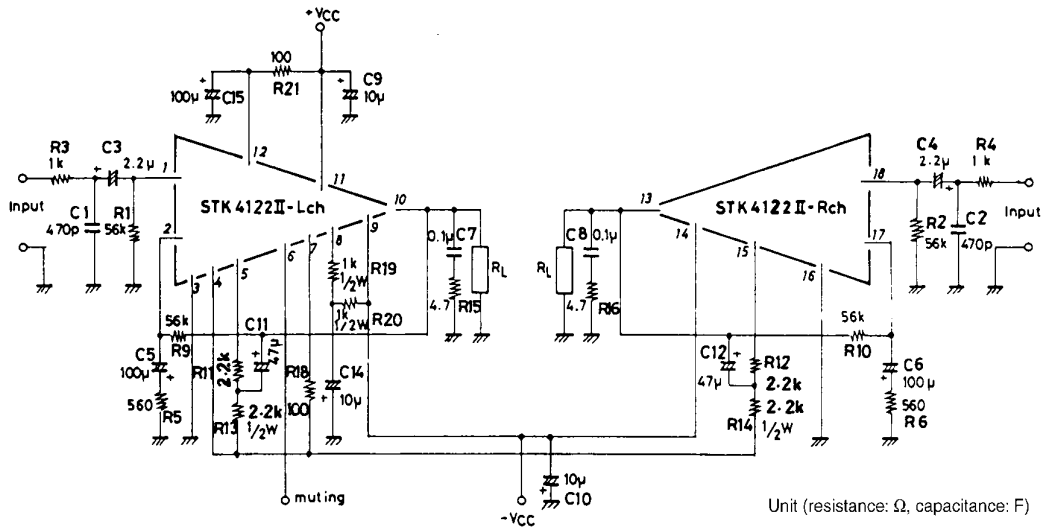 +VCC
100
R21
100μ
C15
C9
10μ
R3
1k
C3
2.2μ
Input
C1
470p
R1
56k
1
2
12
11
10
STK4122II-Lch
3
4
5
6
7
8
9
0.1μ
C7
RL
4.7
R15
1k
1/2W
R19
1k
1/2W
R20
56k
R9
C5
100μ
560
R5
R11
2.2k
C11
47μ
R13
2.2k
1/2W
R18
100
C14
10μ
muting
13
STK4122II-Rch
18
17
14
15
16
C4
2.2μ
R4
1k
R2
56k
C2
470p
Input
C8
0.1μ
RL
4.7
R16
56k
R10
C12
47μ
R12
2.2k
2.2k
R14
1/2W
C6
100μ
560
R6
10μ
C10
-VCC
Unit (resistance: Ω, capacitance: F)